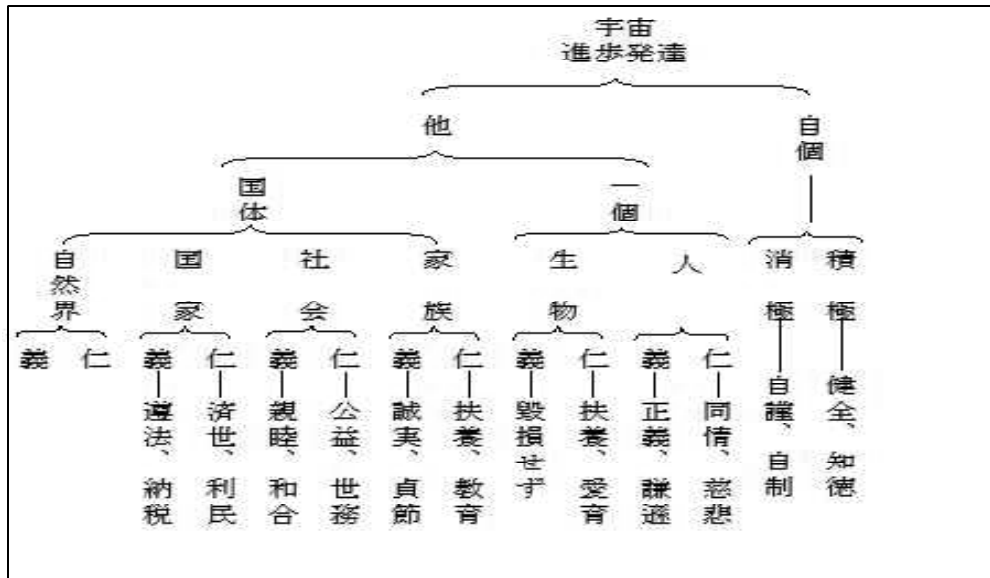 宇宙
進歩発達
自個
積極
健全、知徳
消極
自謹、自制
他
一個
人
仁
同情、慈悲
義
正義、謙遜
生物
仁
扶養、愛育
義
毀損せず
国体
家族
仁
扶養、教育
義
誠実、貞節
社会
仁
公益、世務
義
親睦、和合
国家
仁
済世、利民
義
遵法、納税
自然界
仁
義